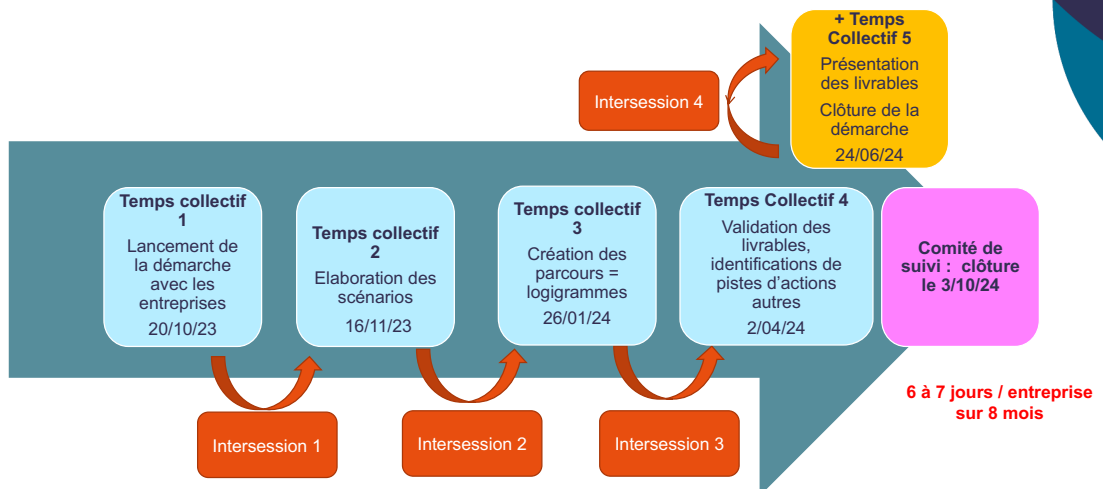 + Temps
Collectif 5
Présentation
des livrables
Clôture de la
démarche
24/06/24
Intersession 4
Temps collectif
1
Lancement de
la démarche
avec les
entreprises
20/10/23
Temps collectif
2
Elaboration des
scénarios
16/11/23
Temps collectif
3
Création des
parcours =
logigrammes
26/01/24
Temps Collectif 4
Validation des
livrables,
identifications de
pistes d'actions
autres
2/04/24
Comité de
suivi : clôture
le 3/10/24
6 à 7 jours / entreprise
sur 8 mois
Intersession 1
Intersession 2
Intersession 3